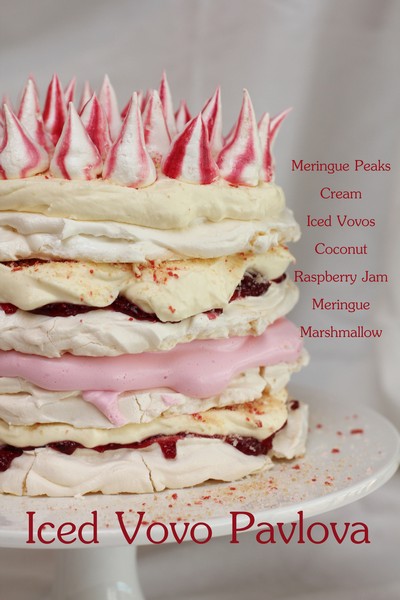 Meringue Peaks
Cream
Iced Vovos
Coconut
Raspberry Jam
Meringue
Marshmallow
Iced Vovo Pavlova